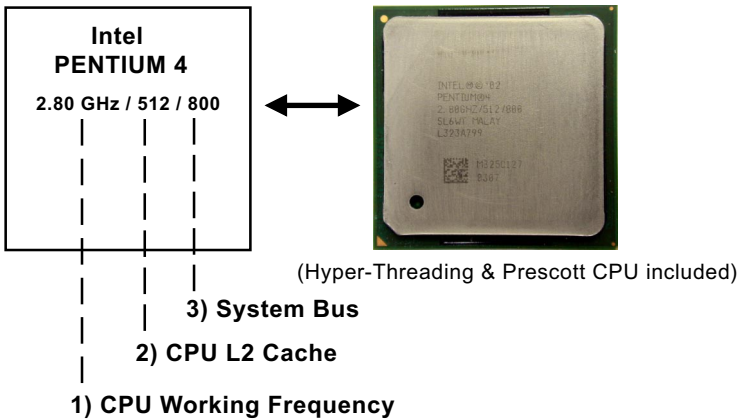 Intel
PENTIUM 4
2.80 GHz / 512 / 800
INTEL Ⓜ © '02
PENTIUM®4
2.80GHZ/512/800
SL6WT MALAY
L323A799
(Hyper-Threading & Prescott CPU included)
3) System Bus
2) CPU L2 Cache
1) CPU Working Frequency